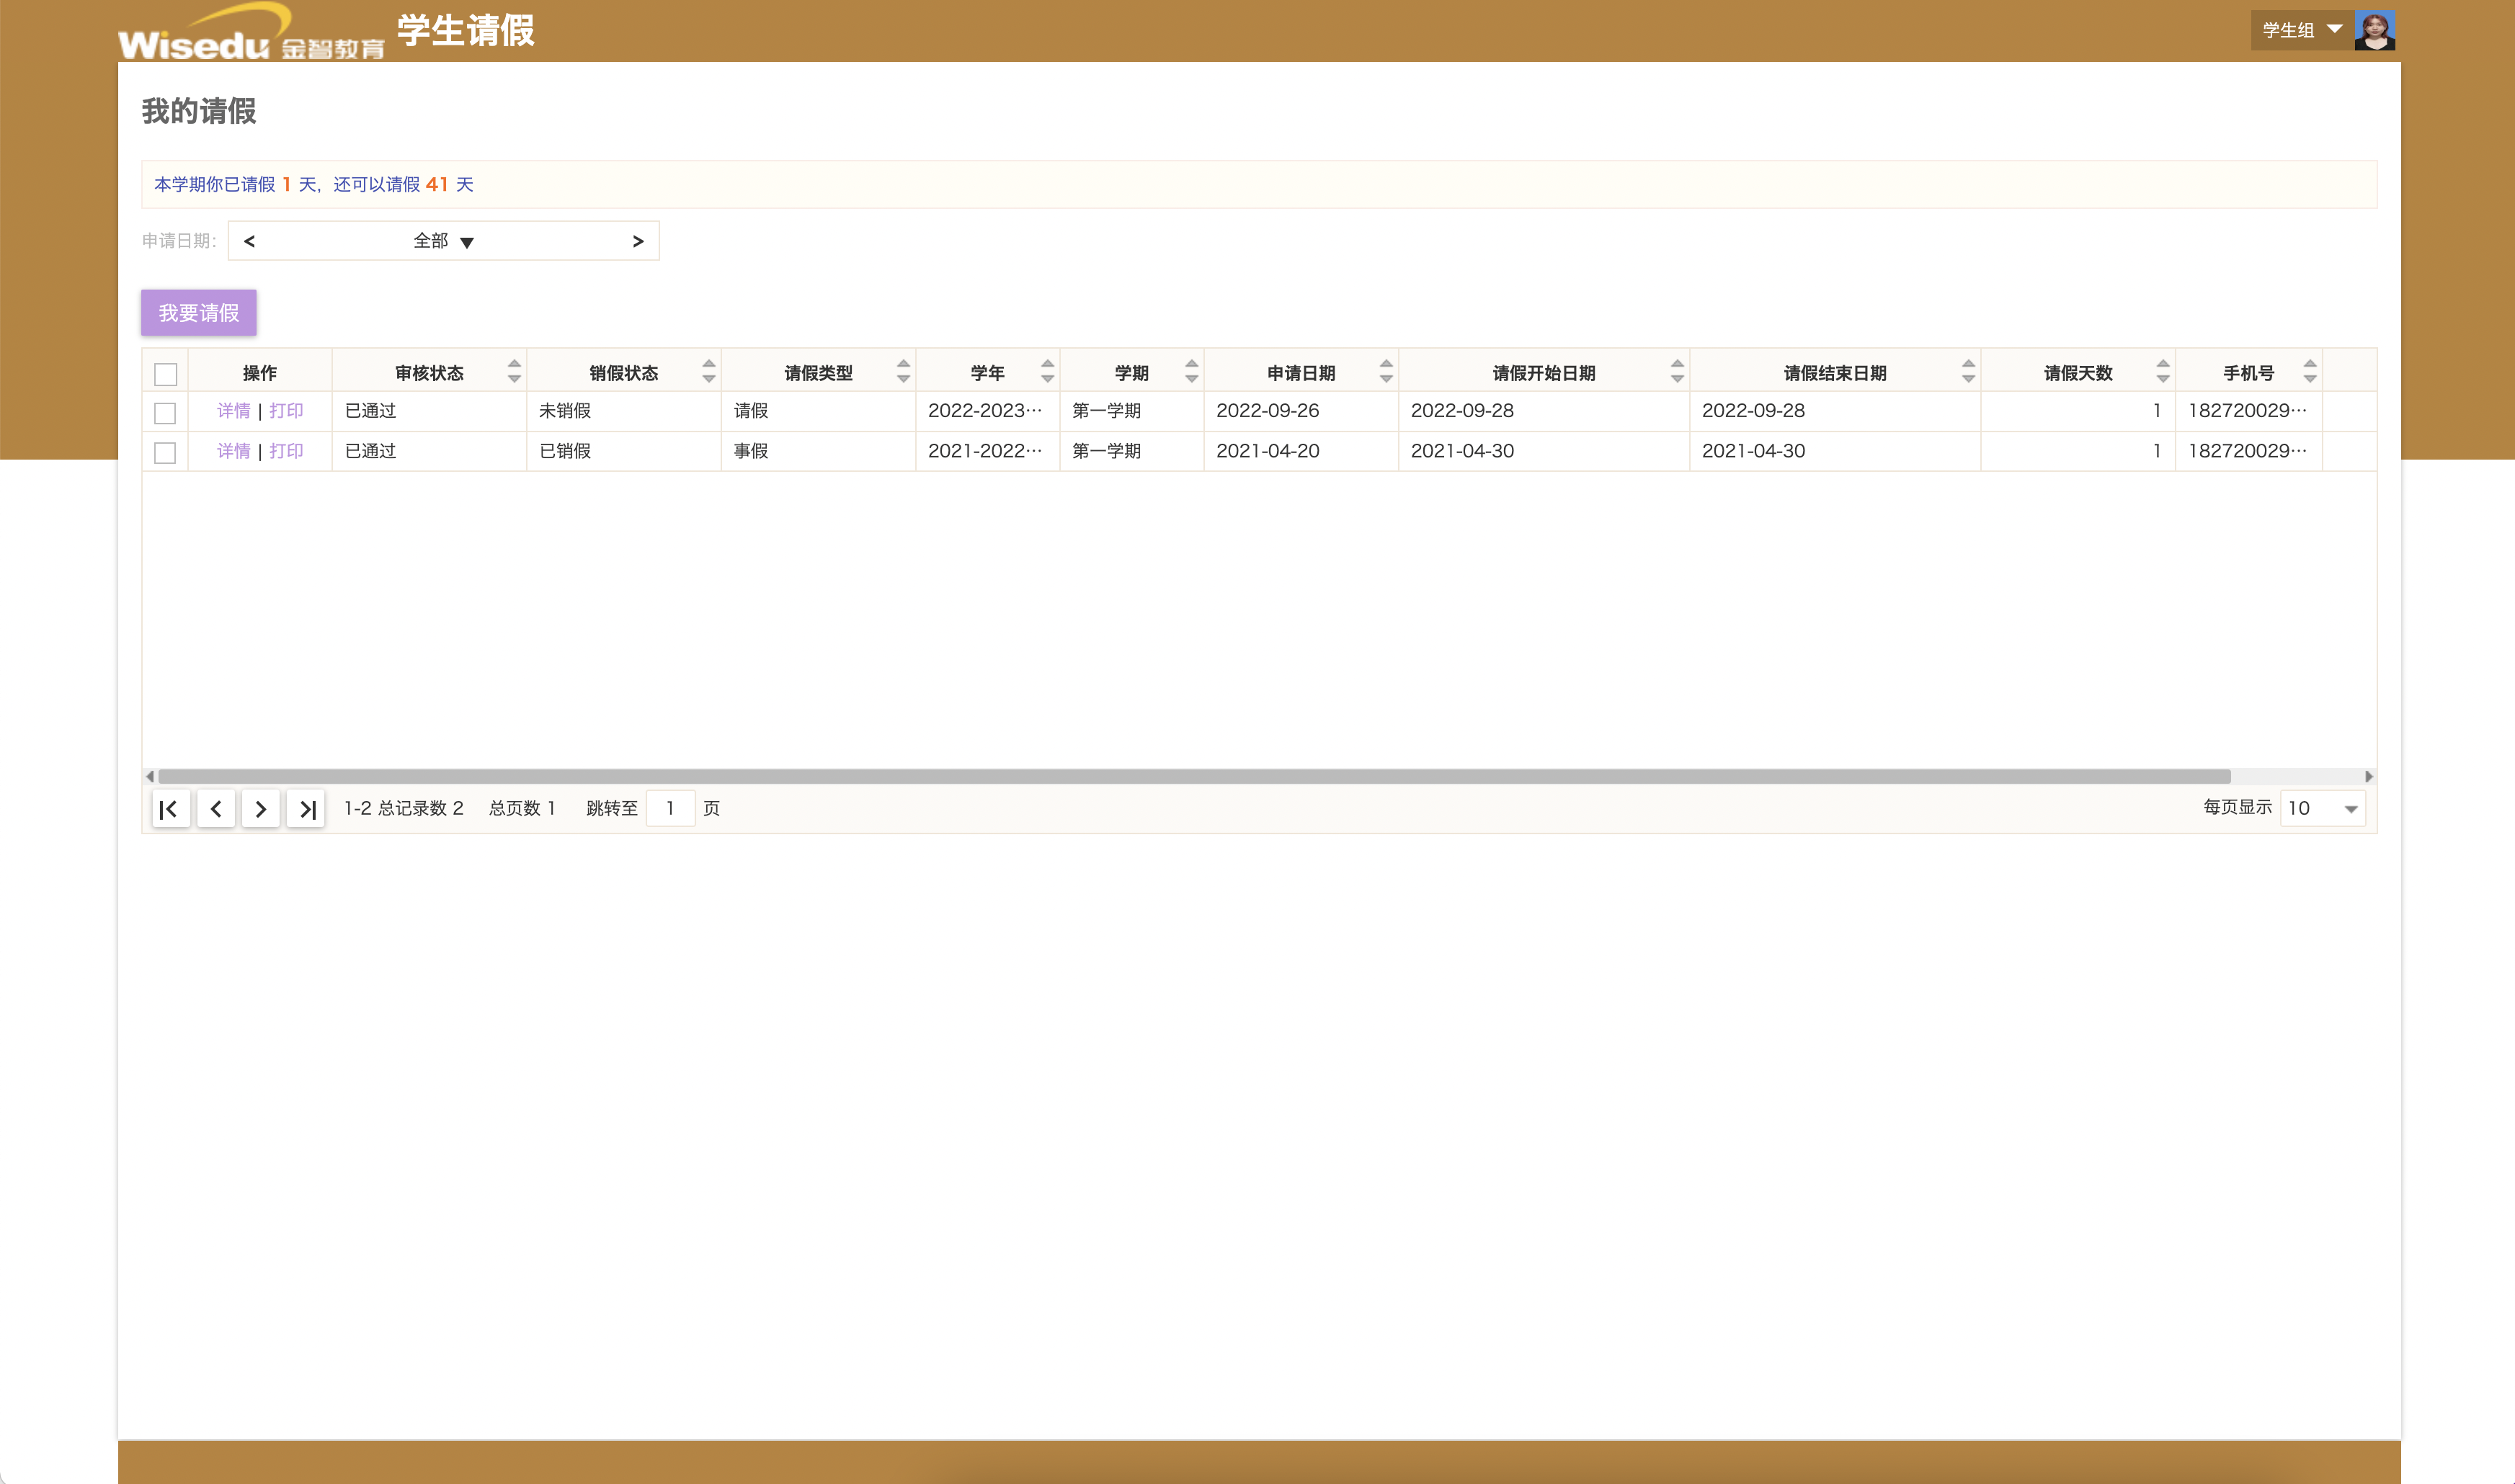 Wisedu 金智教育 学生请假
学生组
我的请假
本学期你已请假 1 天，还可以请假 41 天
申请日期: < 全部 >
我要请假
操作 审核状态 销假状态 请假类型 学年 学期 申请日期 请假开始日期 请假结束日期 请假天数 手机号
详情 | 打印 已通过 未销假 请假 2022-2023… 第一学期 2022-09-26 2022-09-28 2022-09-28 1 182720029…
详情 | 打印 已通过 已销假 事假 2021-2022… 第一学期 2021-04-20 2021-04-30 2021-04-30 1 182720029…
1-2 总记录数 2 总页数 1 跳转至 1 页 每页显示 10